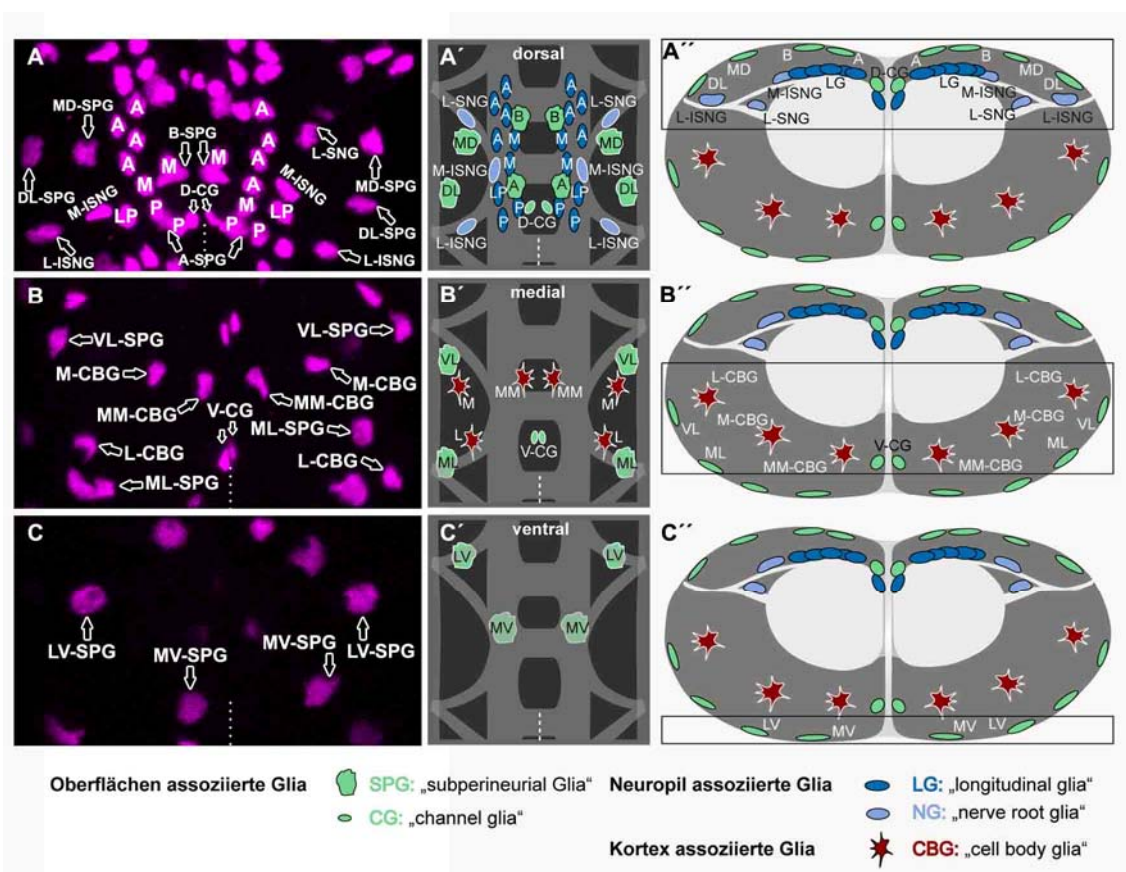 A
MD-SPG
A
A
A
A
B-SPG
A
A
A
A
L-SNG
M
M
DL-SPG
M-ISNG
M
D-CG
M
M-ISNG
MD-SPG
LP
P
P
P
P
P
LP
DL-SPG
L-ISNG
A-SPG
L-ISNG
A´
dorsal
L-SNG
A
A
A
A
A
A
L-SNG
B
B
MD
A
M
M
A
MD
M-ISNG
M
M
M-ISNG
DL
LP
A
A
LP
DL
P
P
P
P
D-CG
L-ISNG
L-ISNG
A´´
B
A
A
B
MD
D-CG
MD
DL
LG
LG
DL
M-ISNG
M-ISNG
L-ISNG
L-SNG
L-SNG
L-ISNG
B
VL-SPG
VL-SPG
M-CBG
M-CBG
MM-CBG
MM-CBG
V-CG
ML-SPG
L-CBG
L-CBG
ML-SPG
B´
medial
VL
VL
M
MM
MM
M
L
L
V-CG
ML
ML
B´´
L-CBG
L-CBG
M-CBG
M-CBG
VL
VL
ML
V-CG
ML
MM-CBG
MM-CBG
C
LV-SPG
MV-SPG
MV-SPG
LV-SPG
C´
ventral
LV
LV
MV
MV
C´´
LV
MV
MV
LV
Oberflächen assoziierte Glia
SPG: „subperineurial Glia“
CG: „channel glia“
Neuropil assoziierte Glia
LG: „longitudinal glia“
NG: „nerve root glia“
Kortex assoziierte Glia
CBG: „cell body glia“